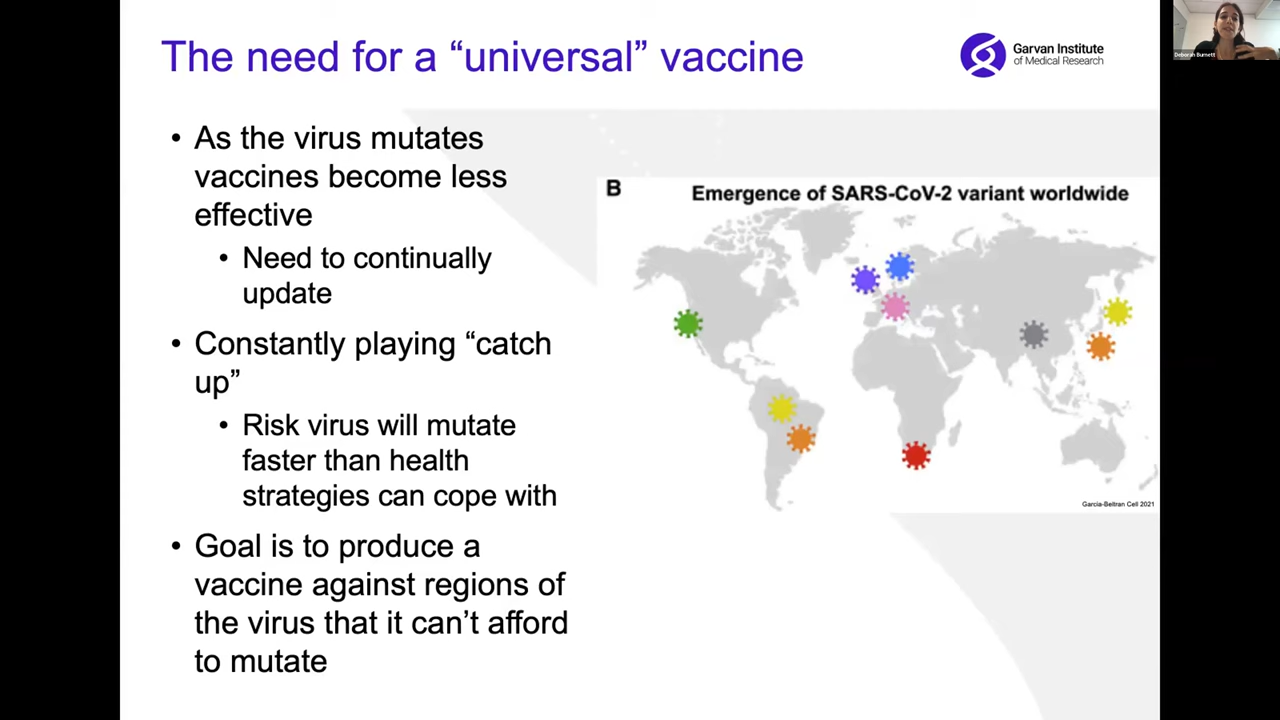 The need for a “universal” vaccine
Garvan Institute
of Medical Research
Deborah Burnett
• As the virus mutates
vaccines become less
effective
• Need to continually
update
• Constantly playing “catch
up”
• Risk virus will mutate
faster than health
strategies can cope with
• Goal is to produce a
vaccine against regions of
the virus that it can’t afford
to mutate
B
Emergence of SARS-CoV-2 variant worldwide
Garcia-Beltran Cell 2021